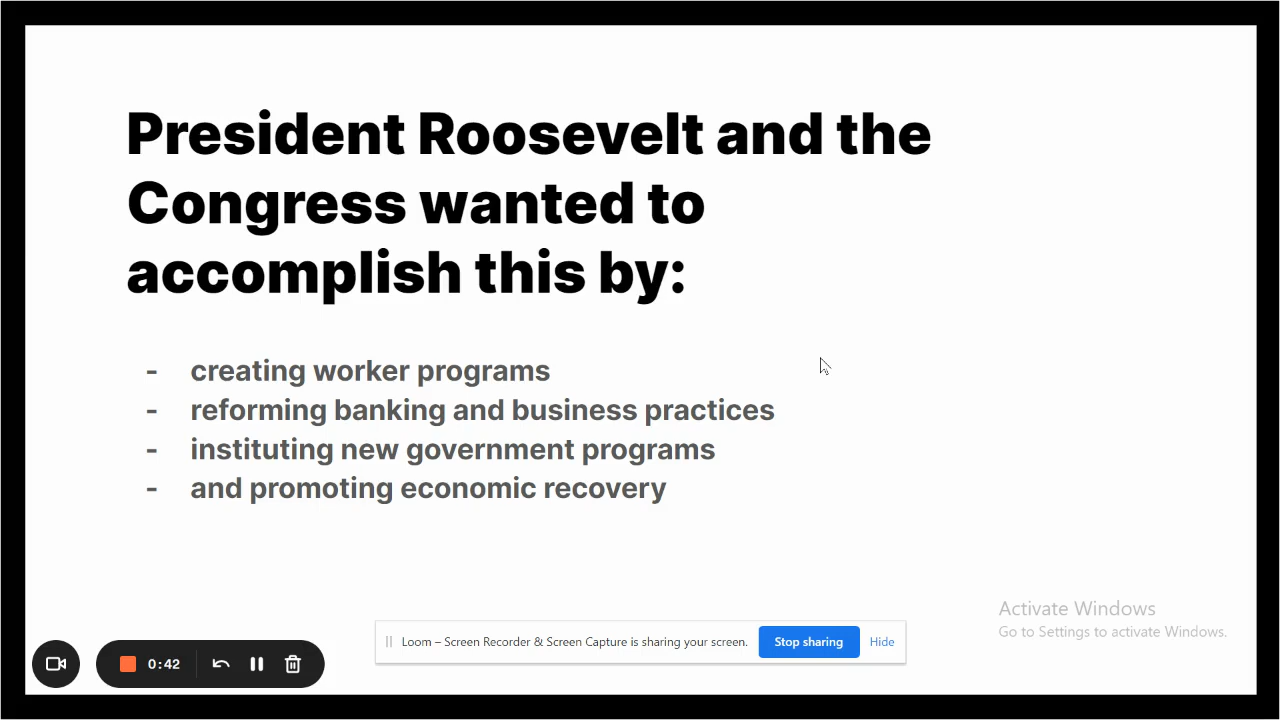 President Roosevelt and the
Congress wanted to
accomplish this by:
- creating worker programs
- reforming banking and business practices
- instituting new government programs
- and promoting economic recovery
Activate Windows
Go to Settings to activate Windows.
Loom – Screen Recorder & Screen Capture is sharing your screen. Stop sharing Hide
0:42